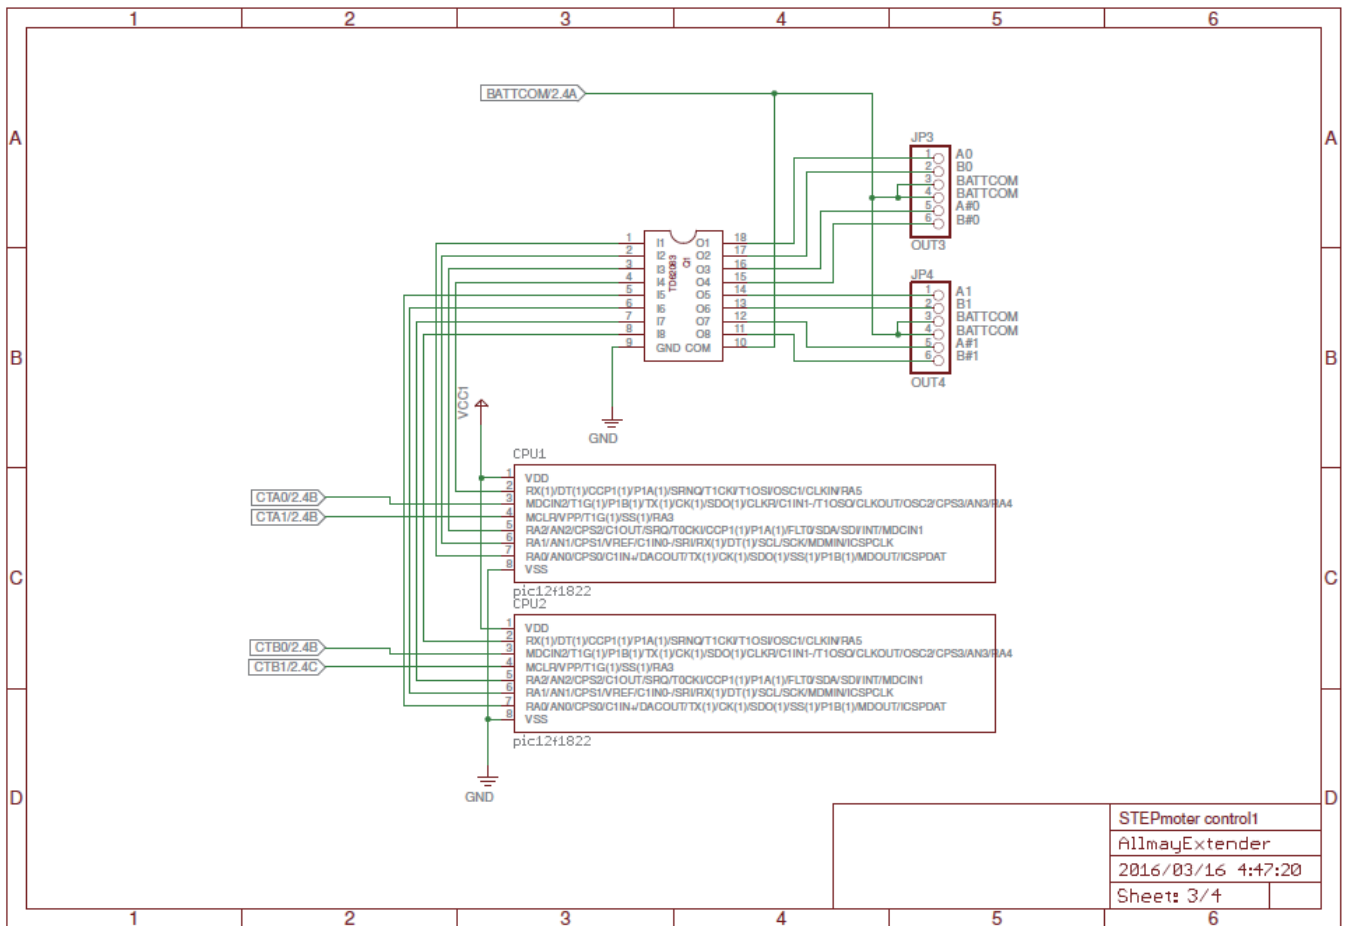 1 2 3 4 5 6
A A
BATTCOM/2.4A
JP3
1 A0
2 B0
3 BATTCOM
4 BATTCOM
5 A#0
6 B#0
OUT3
1 I1 O1 18
2 I2 O2 17
3 I3 O3 16
4 I4 O4 15
5 I5 O5 14
6 I6 O6 13
7 I7 O7 12
8 I8 O8 11
9 GND COM 10
TD62083
Q1
JP4
1 A1
2 B1
3 BATTCOM
4 BATTCOM
5 A#1
6 B#1
OUT4
B B
VCC1
GND
CPU1
1 VDD
2 RX(1)/DT(1)/CCP1(1)/P1A(1)/SRNQ/T1CKI/T1OSI/OSC1/CLKIN/RA5
CTA0/2.4B
3 MDCIN2/T1G(1)/P1B(1)/TX(1)/CK(1)/SDO(1)/CLKR/C1IN1-/T1OSO/CLKOUT/OSC2/CPS3/AN3/RA4
CTA1/2.4B
4 MCLR/VPP/T1G(1)/SS(1)/RA3
5 RA2/AN2/CPS2/C1OUT/SRQ/T0CKI/CCP1(1)/P1A(1)/FLT0/SDA/SDI/INT/MDCIN1
6 RA1/AN1/CPS1/VREF/C1IN0-/SRI/RX(1)/DT(1)/SCL/SCK/MDMIN/ICSPCLK
7 RA0/AN0/CPS0/C1IN+/DACOUT/TX(1)/CK(1)/SDO(1)/SS(1)/P1B(1)/MDOUT/ICSPDAT
8 VSS
C C
pic12f1822
CPU2
1 VDD
2 RX(1)/DT(1)/CCP1(1)/P1A(1)/SRNQ/T1CKI/T1OSI/OSC1/CLKIN/RA5
CTB0/2.4B
3 MDCIN2/T1G(1)/P1B(1)/TX(1)/CK(1)/SDO(1)/CLKR/C1IN1-/T1OSO/CLKOUT/OSC2/CPS3/AN3/RA4
CTB1/2.4C
4 MCLR/VPP/T1G(1)/SS(1)/RA3
5 RA2/AN2/CPS2/C1OUT/SRQ/T0CKI/CCP1(1)/P1A(1)/FLT0/SDA/SDI/INT/MDCIN1
6 RA1/AN1/CPS1/VREF/C1IN0-/SRI/RX(1)/DT(1)/SCL/SCK/MDMIN/ICSPCLK
7 RA0/AN0/CPS0/C1IN+/DACOUT/TX(1)/CK(1)/SDO(1)/SS(1)/P1B(1)/MDOUT/ICSPDAT
8 VSS
pic12f1822
GND
D D
STEPmoter control1
AllmayExtender
2016/03/16 4:47:20
Sheet: 3/4
1 2 3 4 5 6